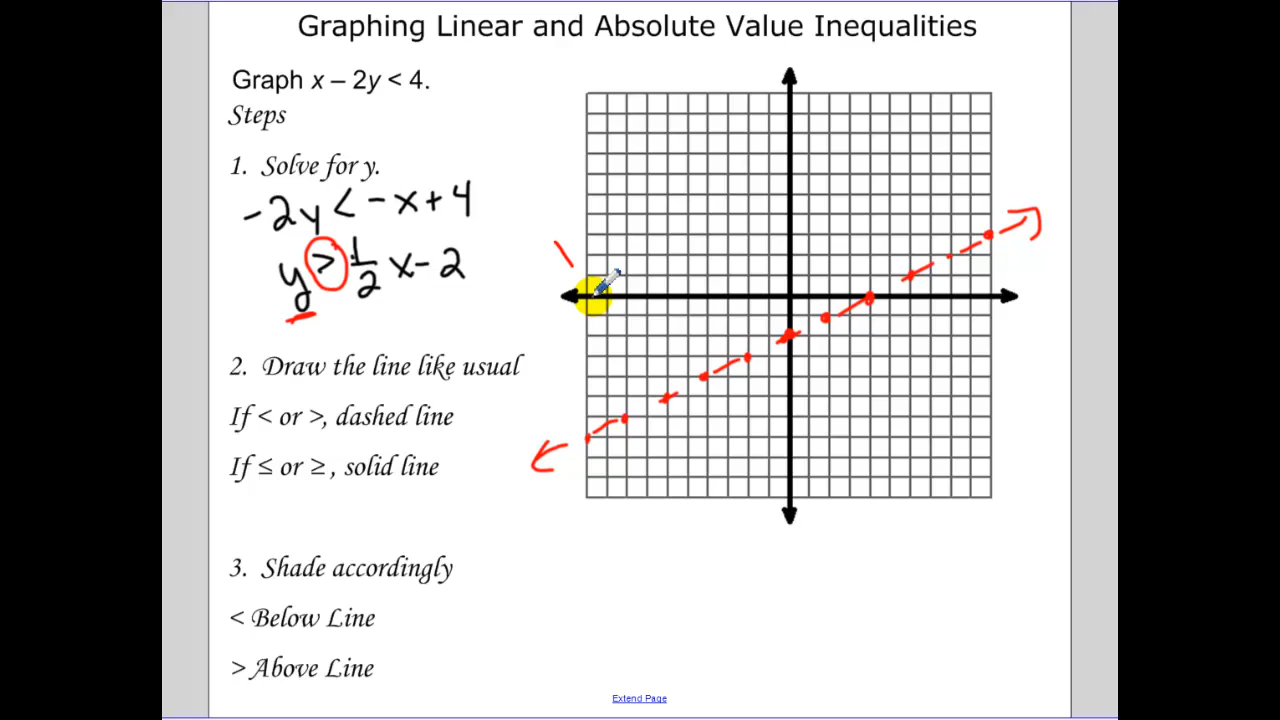 Graphing Linear and Absolute Value Inequalities
Graph x – 2y < 4.
Steps
1. Solve for y.
-2y < -x+4
y > 1/2 x - 2
2. Draw the line like usual
If < or >, dashed line
If ≤ or ≥ , solid line
3. Shade accordingly
< Below Line
> Above Line
Extend Page